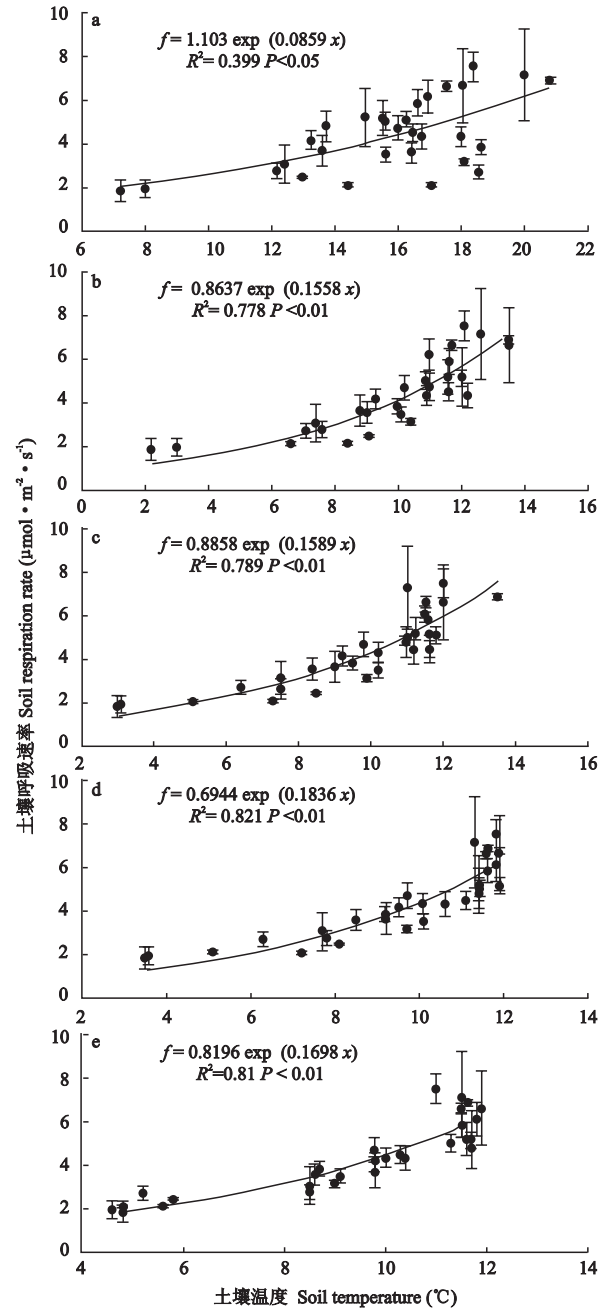 a
f = 1.103 exp (0.0859 x)
R²= 0.399 P<0.05
10
8
6
4
2
0
6 8 10 12 14 16 18 20 22
b
f = 0.8637 exp (0.1558 x)
R²= 0.778 P <0.01
10
8
6
4
2
0
0 2 4 6 8 10 12 14 16
c
f = 0.8858 exp (0.1589 x)
R²= 0.789 P <0.01
10
8
6
4
2
0
2 4 6 8 10 12 14 16
d
f = 0.6944 exp (0.1836 x)
R²= 0.821 P <0.01
10
8
6
4
2
0
2 4 6 8 10 12 14
e
f = 0.8196 exp (0.1698 x)
R²=0.81 P < 0.01
10
8
6
4
2
0
4 6 8 10 12 14
土壤呼吸速率 Soil respiration rate (μmol·m⁻²·s⁻¹)
土壤温度 Soil temperature (℃)